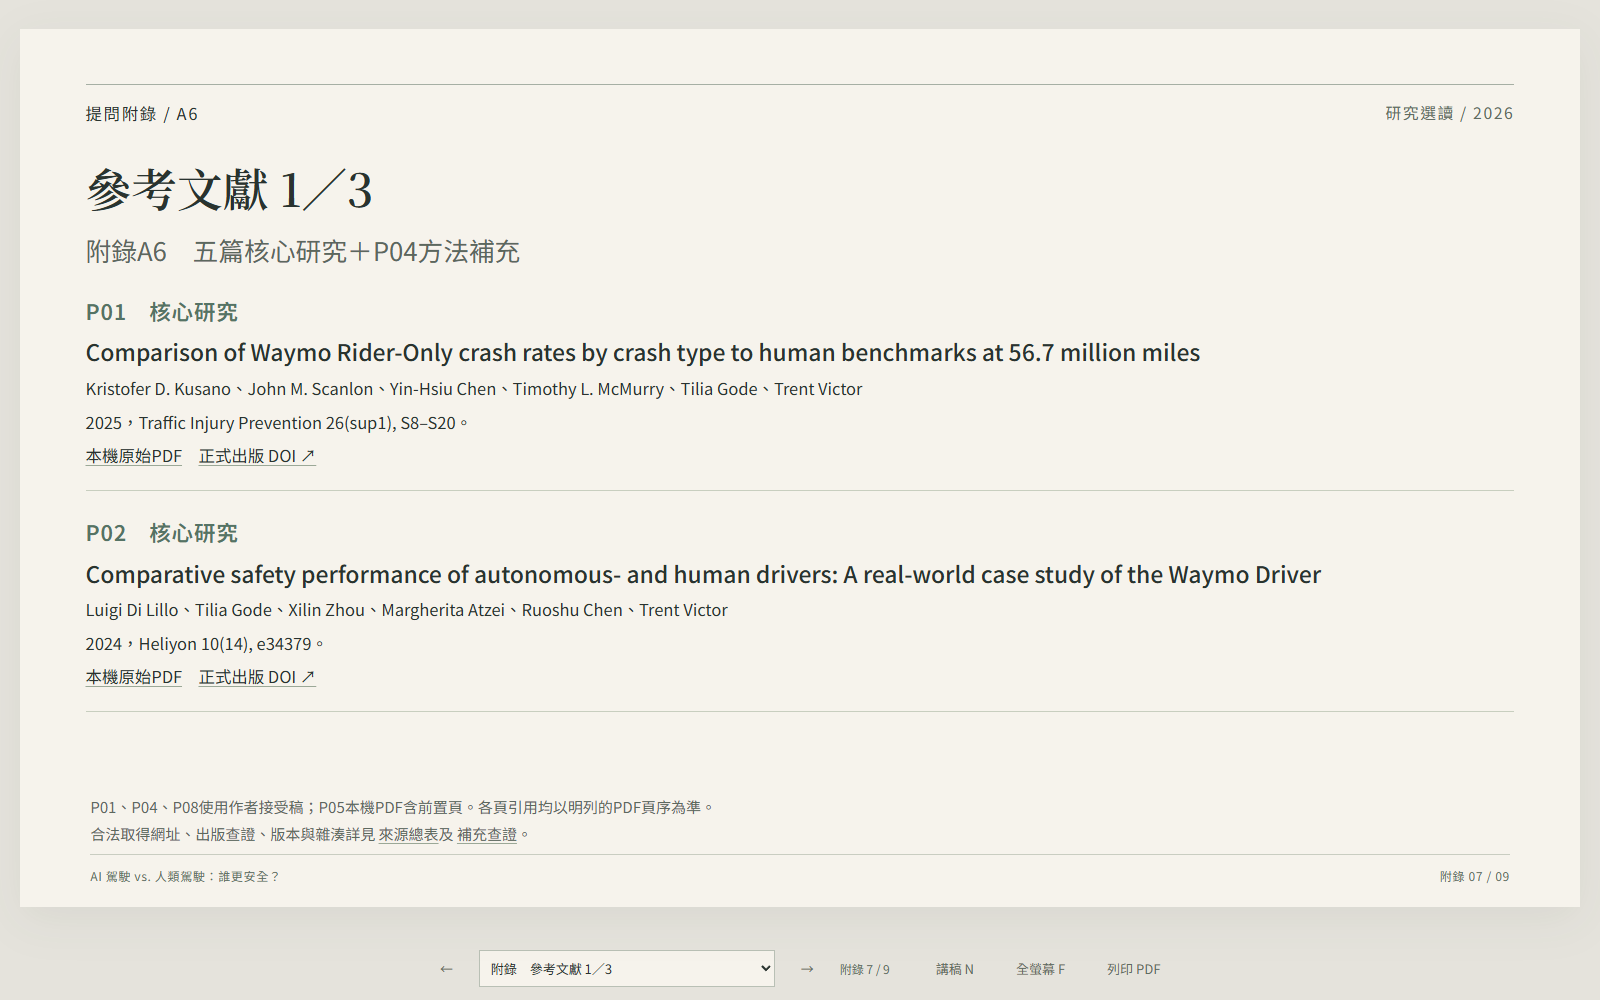 提問附錄 / A6
研究選讀 / 2026
參考文獻 1／3
附錄A6　五篇核心研究＋P04方法補充
P01　核心研究
Comparison of Waymo Rider-Only crash rates by crash type to human benchmarks at 56.7 million miles
Kristofer D. Kusano、John M. Scanlon、Yin-Hsiu Chen、Timothy L. McMurry、Tilia Gode、Trent Victor
2025，Traffic Injury Prevention 26(sup1), S8–S20。
本機原始PDF　正式出版 DOI ↗
P02　核心研究
Comparative safety performance of autonomous- and human drivers: A real-world case study of the Waymo Driver
Luigi Di Lillo、Tilia Gode、Xilin Zhou、Margherita Atzei、Ruoshu Chen、Trent Victor
2024，Heliyon 10(14), e34379。
本機原始PDF　正式出版 DOI ↗
P01、P04、P08使用作者接受稿；P05本機PDF含前置頁。各頁引用均以明列的PDF頁序為準。
合法取得網址、出版查證、版本與雜湊詳見 來源總表及 補充查證。
AI 駕駛 vs. 人類駕駛：誰更安全？
附錄 07 / 09
← 附錄　參考文獻 1／3 → 附錄 7 / 9 講稿 N 全螢幕 F 列印 PDF